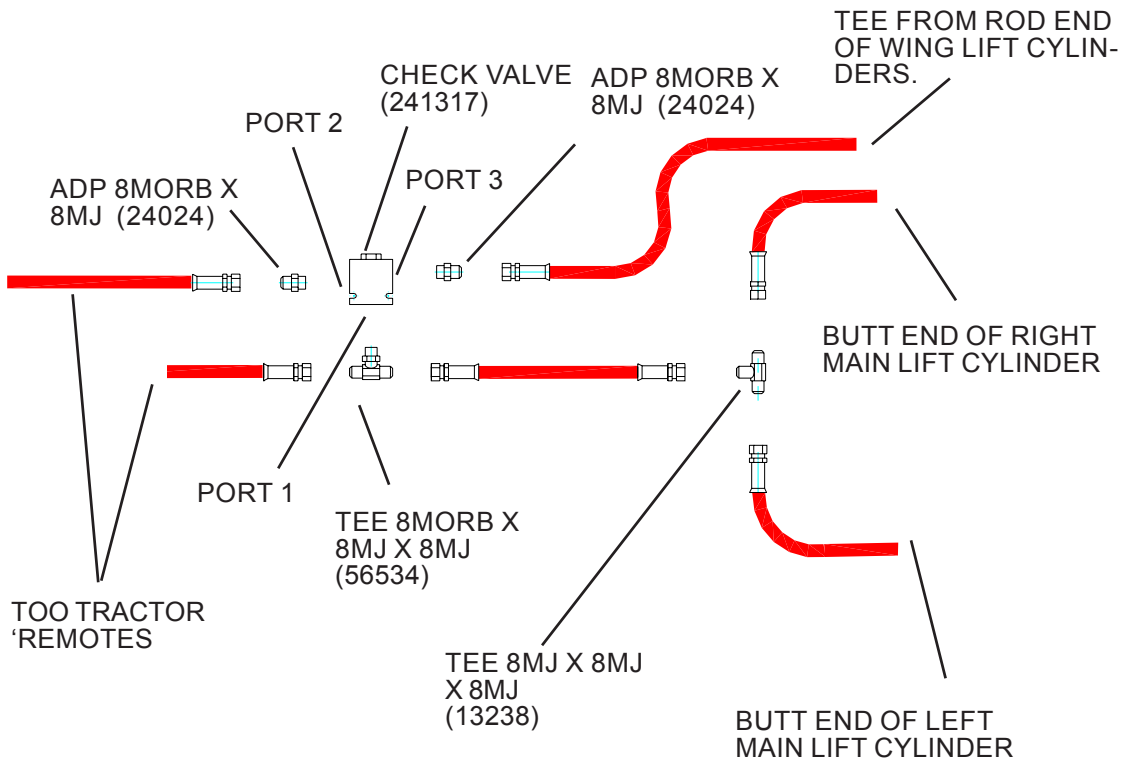 TEE FROM ROD END
OF WING LIFT CYLIN-
DERS.
CHECK VALVE
(241317)
ADP 8MORB X
8MJ (24024)
PORT 2
PORT 3
ADP 8MORB X
8MJ (24024)
BUTT END OF RIGHT
MAIN LIFT CYLINDER
PORT 1
TEE 8MORB X
8MJ X 8MJ
(56534)
TOO TRACTOR
‘REMOTES
TEE 8MJ X 8MJ
X 8MJ
(13238)
BUTT END OF LEFT
MAIN LIFT CYLINDER